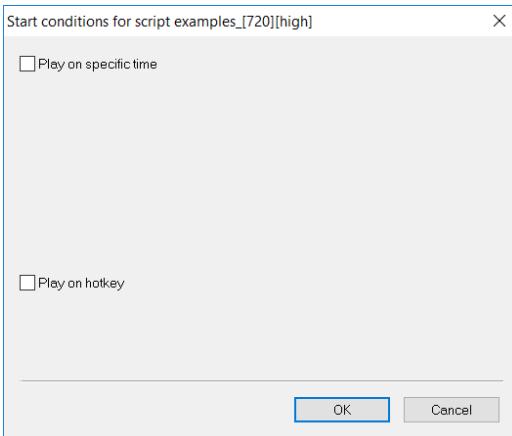 Start conditions for script examples_[720][high]
Play on specific time
Play on hotkey
OK
Cancel